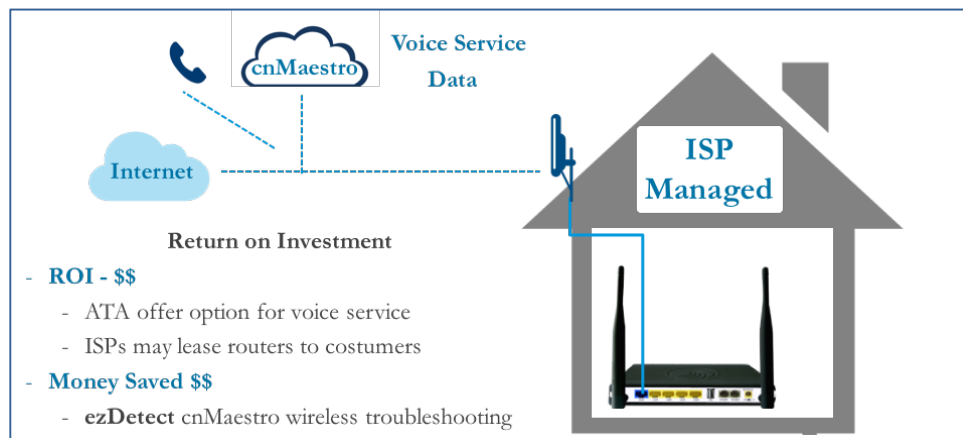 cnMaestro
Voice Service
Data
Internet
ISP
Managed
Return on Investment
- ROI - $$
- ATA offer option for voice service
- ISPs may lease routers to costumers
- Money Saved $$
- ezDetect cnMaestro wireless troubleshooting